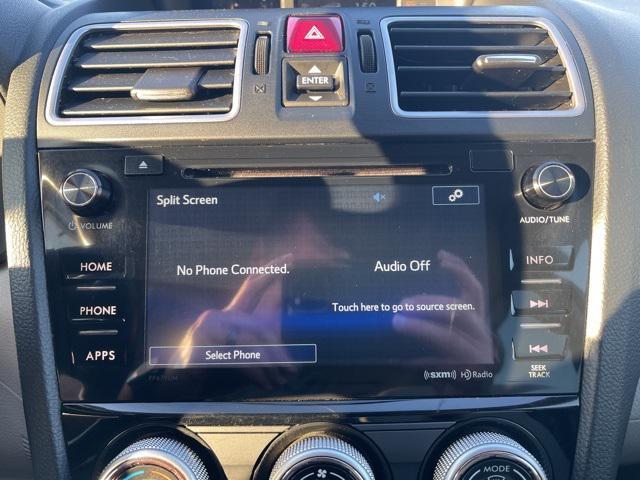 150
ENTER
Split Screen
VOLUME
AUDIO/TUNE
HOME
INFO
No Phone Connected.
Audio Off
PHONE
Touch here to go to source screen.
APPS
Select Phone
((sxm)) HD Radio
SEEK
TRACK
MODE